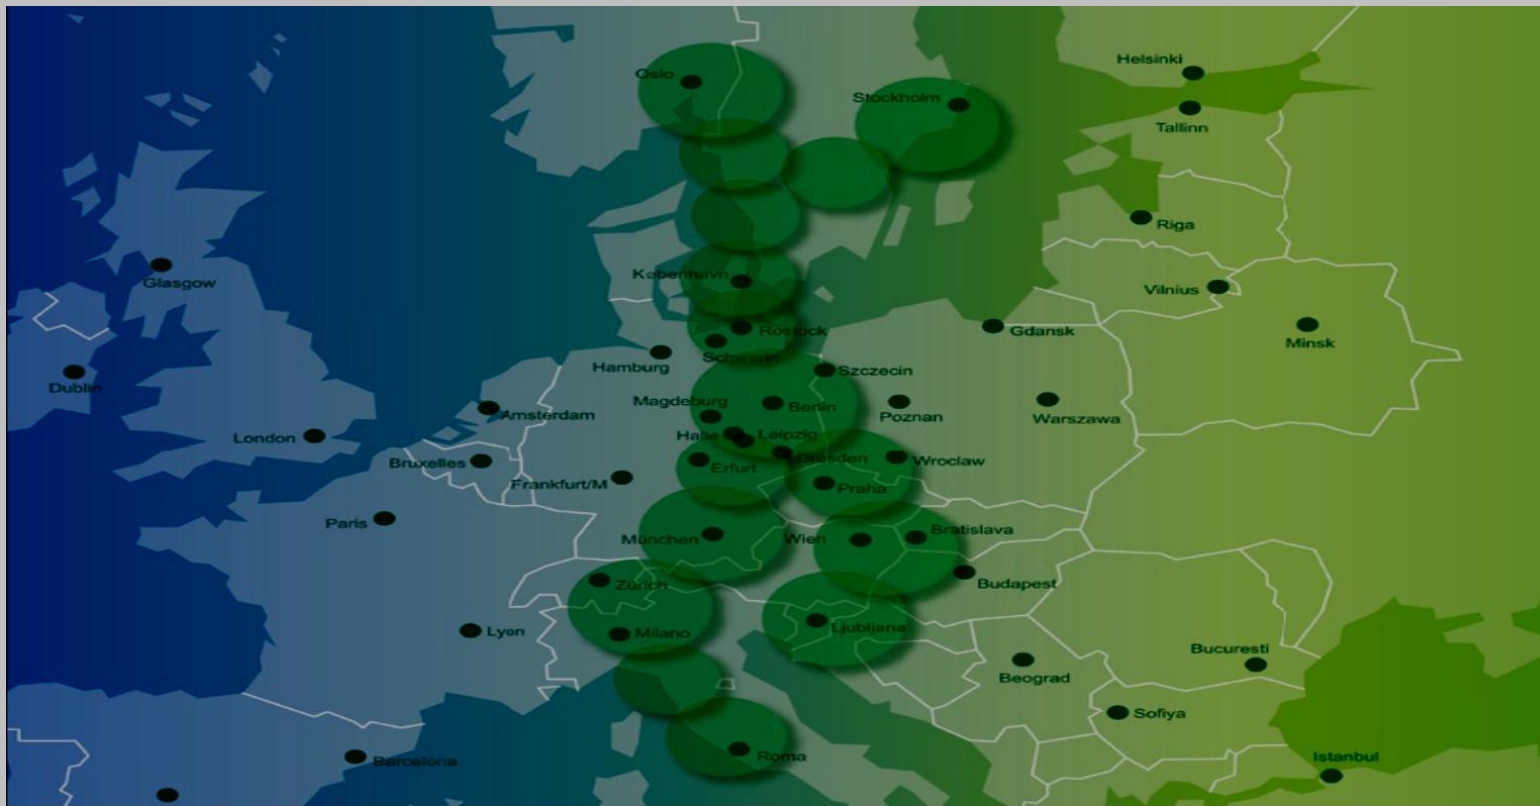 Helsinki
Oslo
Stockholm
Tallinn
Riga
København
Glasgow
Vilnius
Rostock
Gdansk
Minsk
Schwerin
Hamburg
Szczecin
Dublin
Magdeburg
Berlin
Amsterdam
Poznan
Warszawa
London
Halle
Leipzig
Bruxelles
Erfurt
Dresden
Wroclaw
Frankfurt/M
Praha
Paris
München
Wien
Bratislava
Zürich
Budapest
Lyon
Milano
Ljubljana
Bucuresti
Beograd
Sofiya
Roma
Barcelona
Istanbul